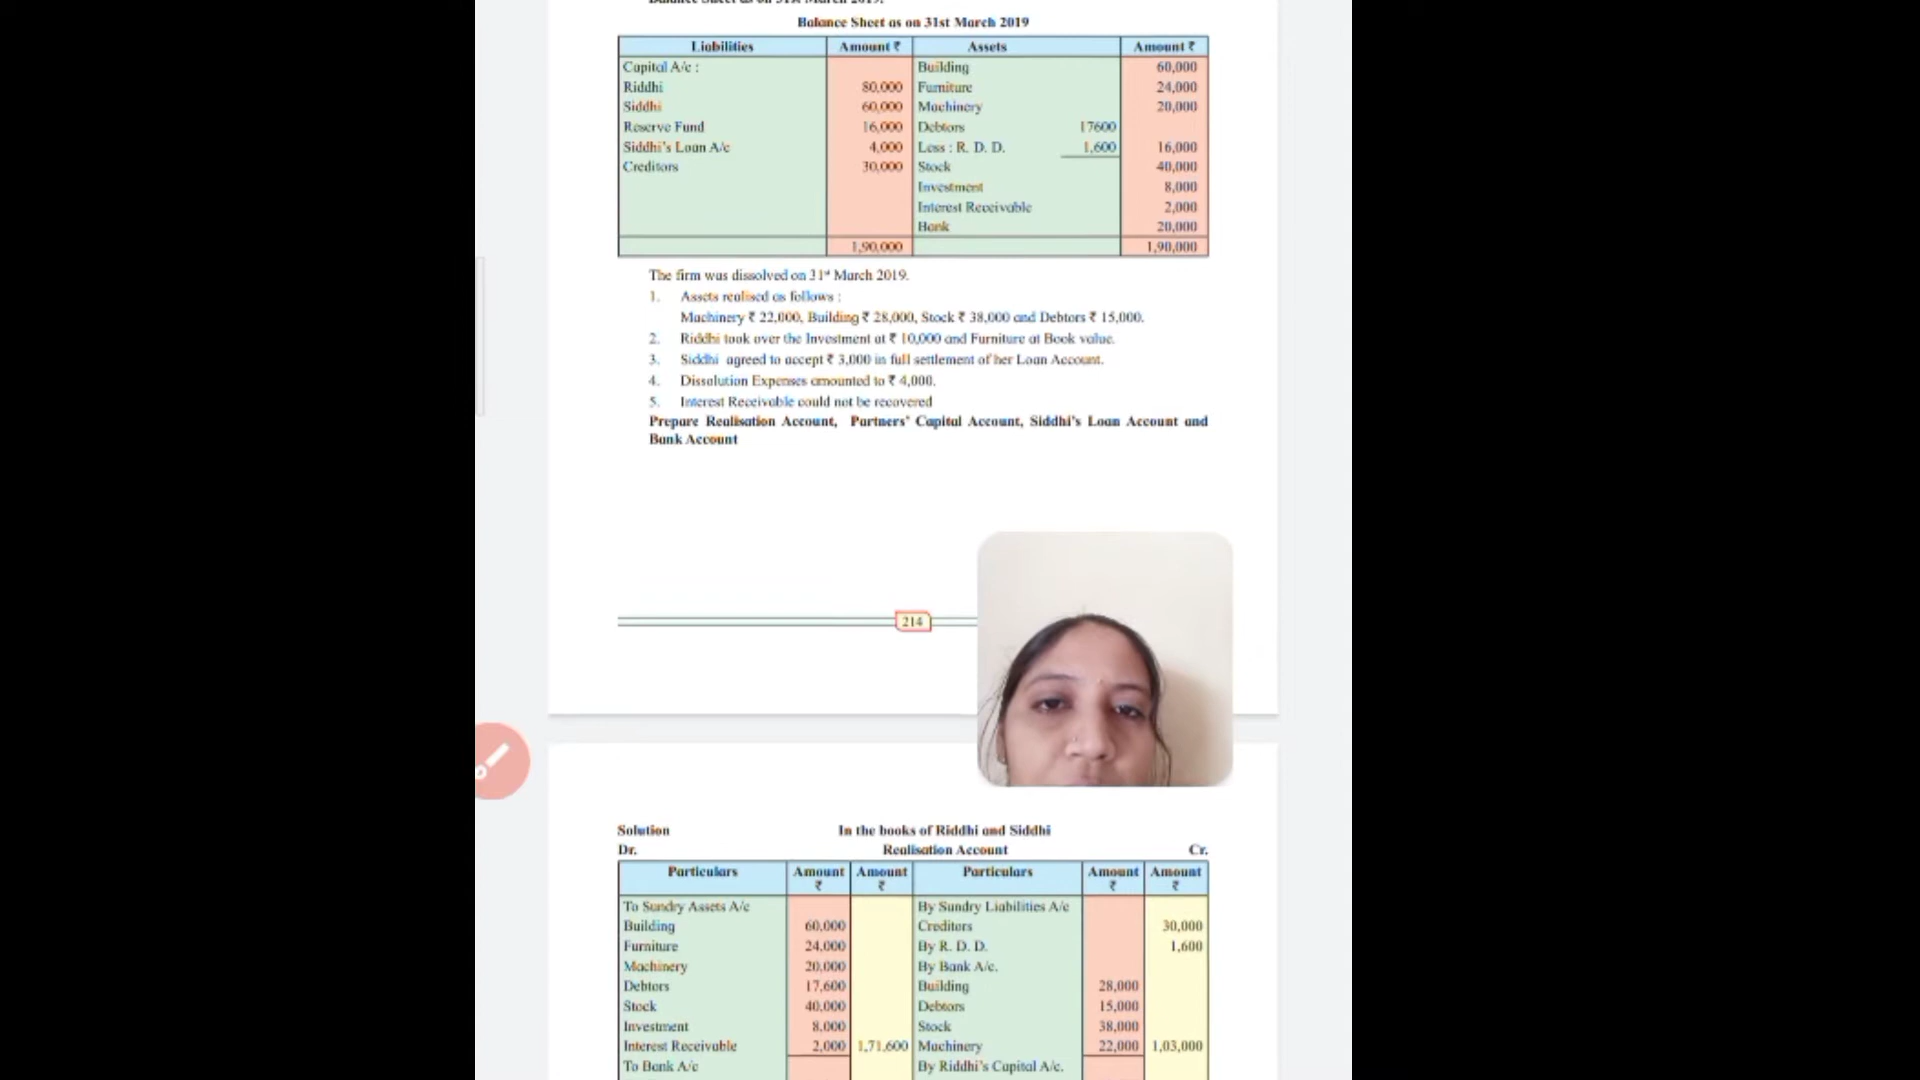 Balance Sheet as on 31st March 2019.
Balance Sheet as on 31st March 2019
Liabilities Amount ₹ Assets Amount ₹
Capital A/c : Building 60,000
Riddhi 80,000 Furniture 24,000
Siddhi 60,000 Machinery 20,000
Reserve Fund 16,000 Debtors 17600
Siddhi's Loan A/c 4,000 Less : R. D. D. 1,600 16,000
Creditors 30,000 Stock 40,000
Investment 8,000
Interest Receivable 2,000
Bank 20,000
1,90,000 1,90,000
The firm was dissolved on 31st March 2019.
1. Assets realised as follows :
Machinery ₹ 22,000, Building ₹ 28,000, Stock ₹ 38,000 and Debtors ₹ 15,000.
2. Riddhi took over the Investment at ₹ 10,000 and Furniture at Book value.
3. Siddhi agreed to accept ₹ 3,000 in full settlement of her Loan Account.
4. Dissolution Expenses amounted to ₹ 4,000.
5. Interest Receivable could not be recovered
Prepare Realisation Account, Partners' Capital Account, Siddhi's Loan Account and
Bank Account
214
Solution In the books of Riddhi and Siddhi
Dr. Realisation Account Cr.
Particulars Amount ₹ Amount ₹ Particulars Amount ₹ Amount ₹
To Sundry Assets A/c By Sundry Liabilities A/c
Building 60,000 Creditors 30,000
Furniture 24,000 By R. D. D. 1,600
Machinery 20,000 By Bank A/c.
Debtors 17,600 Building 28,000
Stock 40,000 Debtors 15,000
Investment 8,000 Stock 38,000
Interest Receivable 2,000 1,71,600 Machinery 22,000 1,03,000
To Bank A/c By Riddhi's Capital A/c.